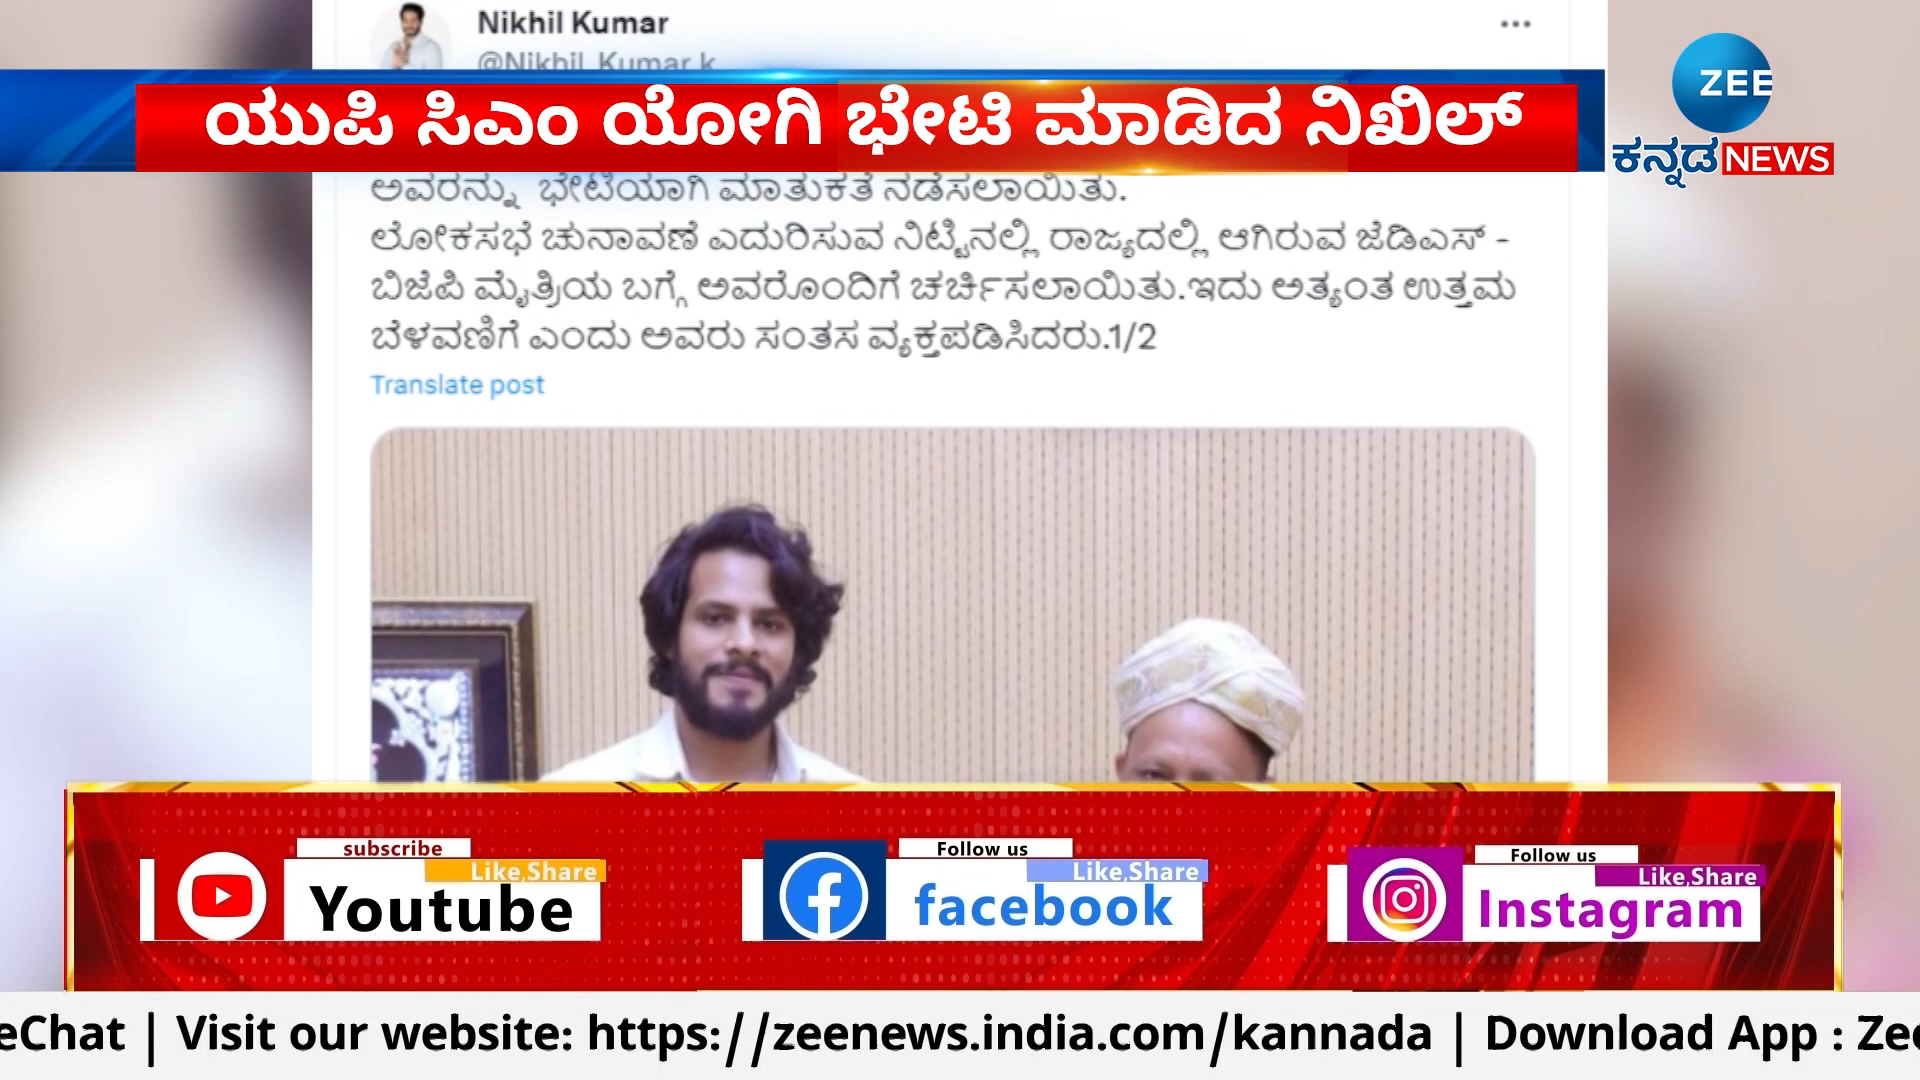 Nikhil Kumar
@Nikhil_Kumar_k
ZEE
ಕನ್ನಡ NEWS
ಯುಪಿ ಸಿಎಂ ಯೋಗಿ ಭೇಟಿ ಮಾಡಿದ ನಿಖಿಲ್
ಅವರನ್ನು ಭೇಟಿಯಾಗಿ ಮಾತುಕತೆ ನಡೆಸಲಾಯಿತು.
ಲೋಕಸಭೆ ಚುನಾವಣೆ ಎದುರಿಸುವ ನಿಟ್ಟಿನಲ್ಲಿ ರಾಜ್ಯದಲ್ಲಿ ಆಗಿರುವ ಜೆಡಿಎಸ್ -
ಬಿಜೆಪಿ ಮೈತ್ರಿಯ ಬಗ್ಗೆ ಅವರೊಂದಿಗೆ ಚರ್ಚಿಸಲಾಯಿತು.ಇದು ಅತ್ಯಂತ ಉತ್ತಮ
ಬೆಳವಣಿಗೆ ಎಂದು ಅವರು ಸಂತಸ ವ್ಯಕ್ತಪಡಿಸಿದರು.1/2
Translate post
subscribe
Like,Share
Youtube
Follow us
Like,Share
facebook
Follow us
Like,Share
Instagram
eChat | Visit our website: https://zeenews.india.com/kannada | Download App : Zee